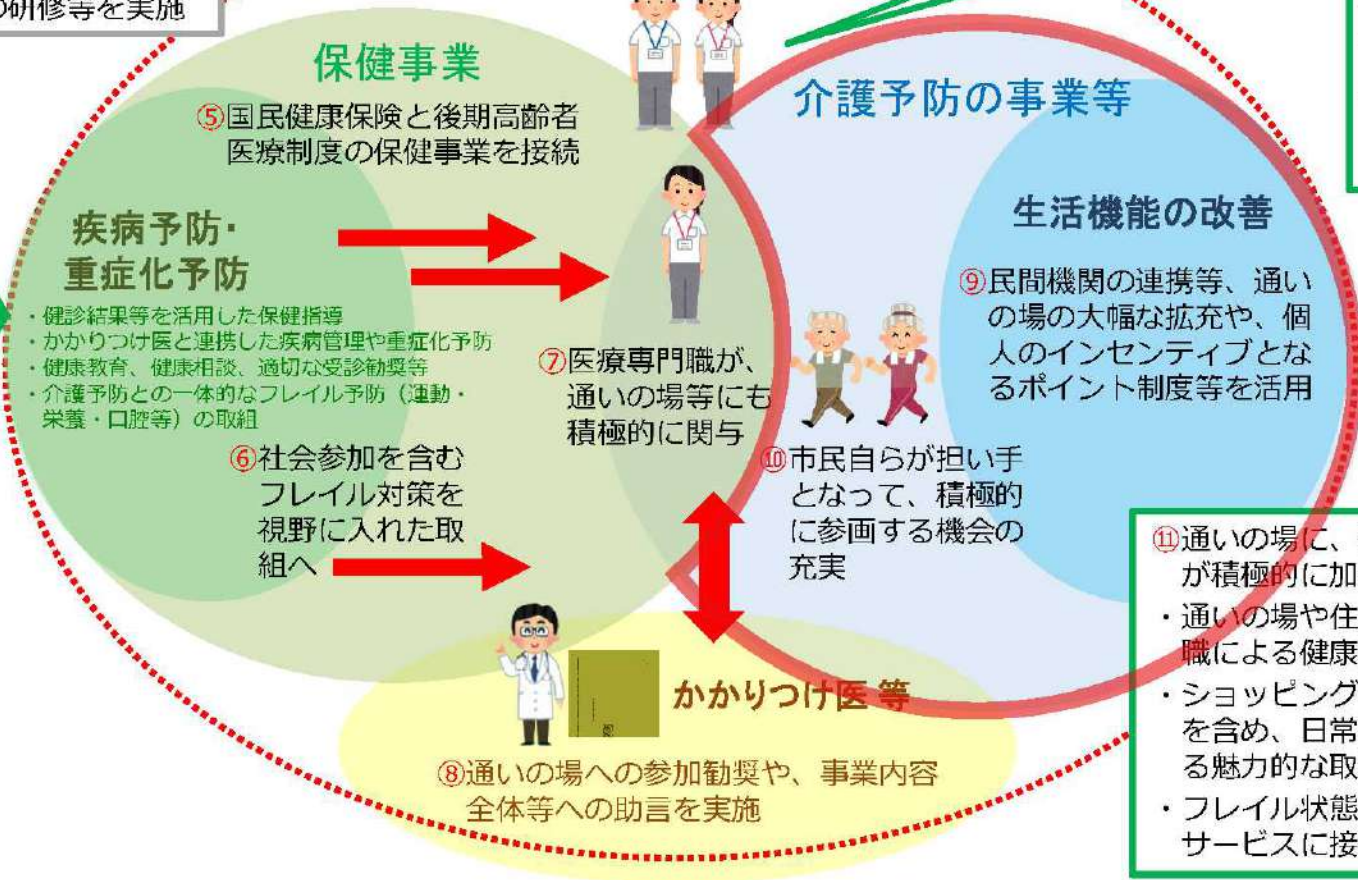 の研修等を実施
保健事業
⑤国民健康保険と後期高齢者
医療制度の保健事業を接続
介護予防の事業等
疾病予防・
重症化予防
・健診結果等を活用した保健指導
・かかりつけ医と連携した疾病管理や重症化予防
・健康教育、健康相談、適切な受診勧奨等
・介護予防との一体的なフレイル予防（運動・
栄養・口腔等）の取組
生活機能の改善
⑨民間機関の連携等、通い
の場の大幅な拡充や、個
人のインセンティブとな
るポイント制度等を活用
⑦医療専門職が、
通いの場等にも
積極的に関与
⑥社会参加を含む
フレイル対策を
視野に入れた取
組へ
⑩市民自らが担い手
となって、積極的
に参画する機会の
充実
かかりつけ医 等
⑧通いの場への参加勧奨や、事業内容
全体等への助言を実施
⑪通いの場に、
が積極的に加
・通いの場や住
職による健康
・ショッピング
を含め、日常
る魅力的な取
・フレイル状態
サービスに接